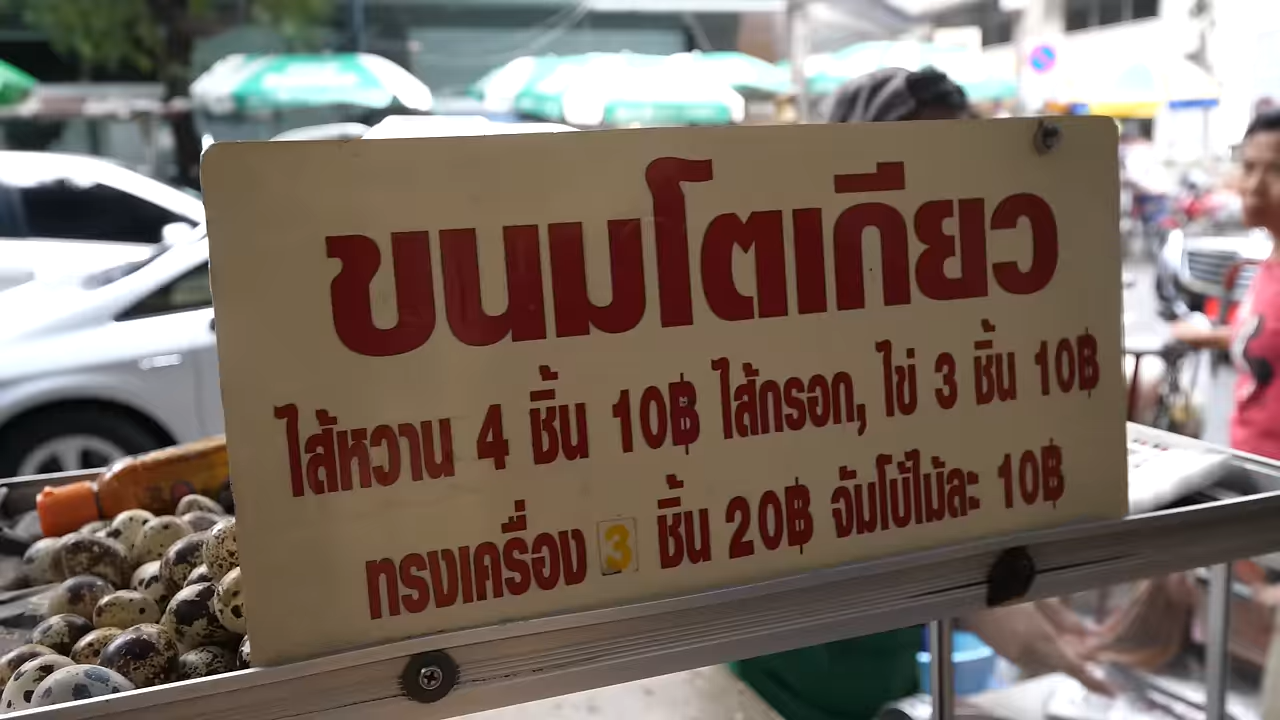 ขนมโตเกียว
ไส้หวาน 4 ชิ้น 10฿ ไส้กรอก, ไข่ 3 ชิ้น 10฿
ทรงเครื่อง 3 ชิ้น 20฿ จัมโบ้ไม้ละ 10฿